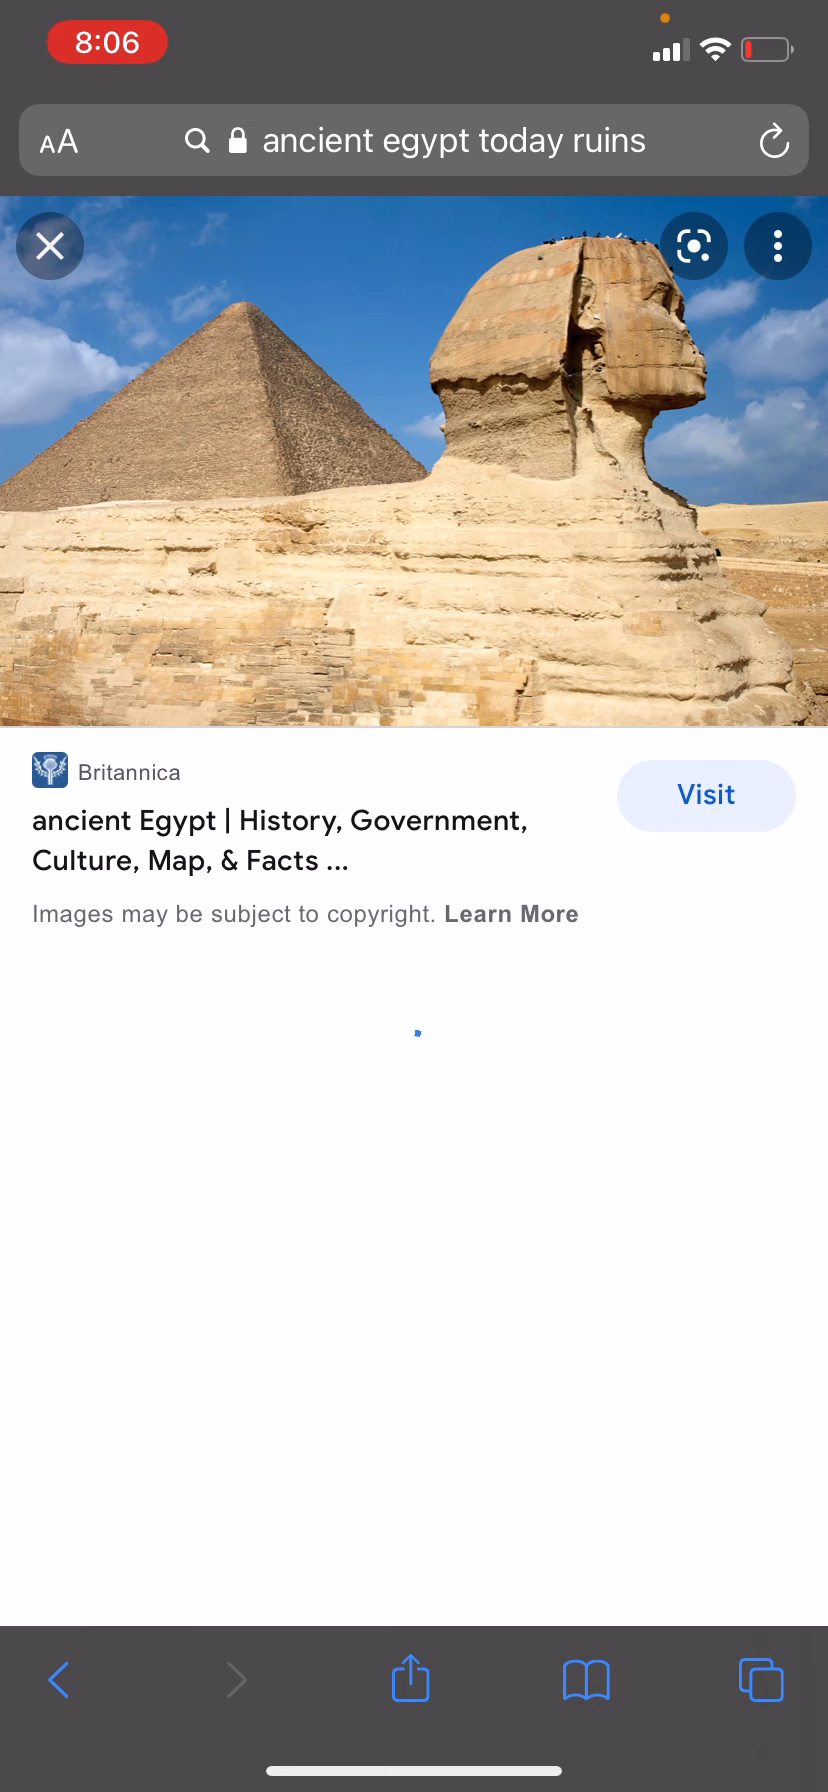 8:06
AA ancient egypt today ruins
Britannica
Visit
ancient Egypt | History, Government,
Culture, Map, & Facts ...
Images may be subject to copyright. Learn More